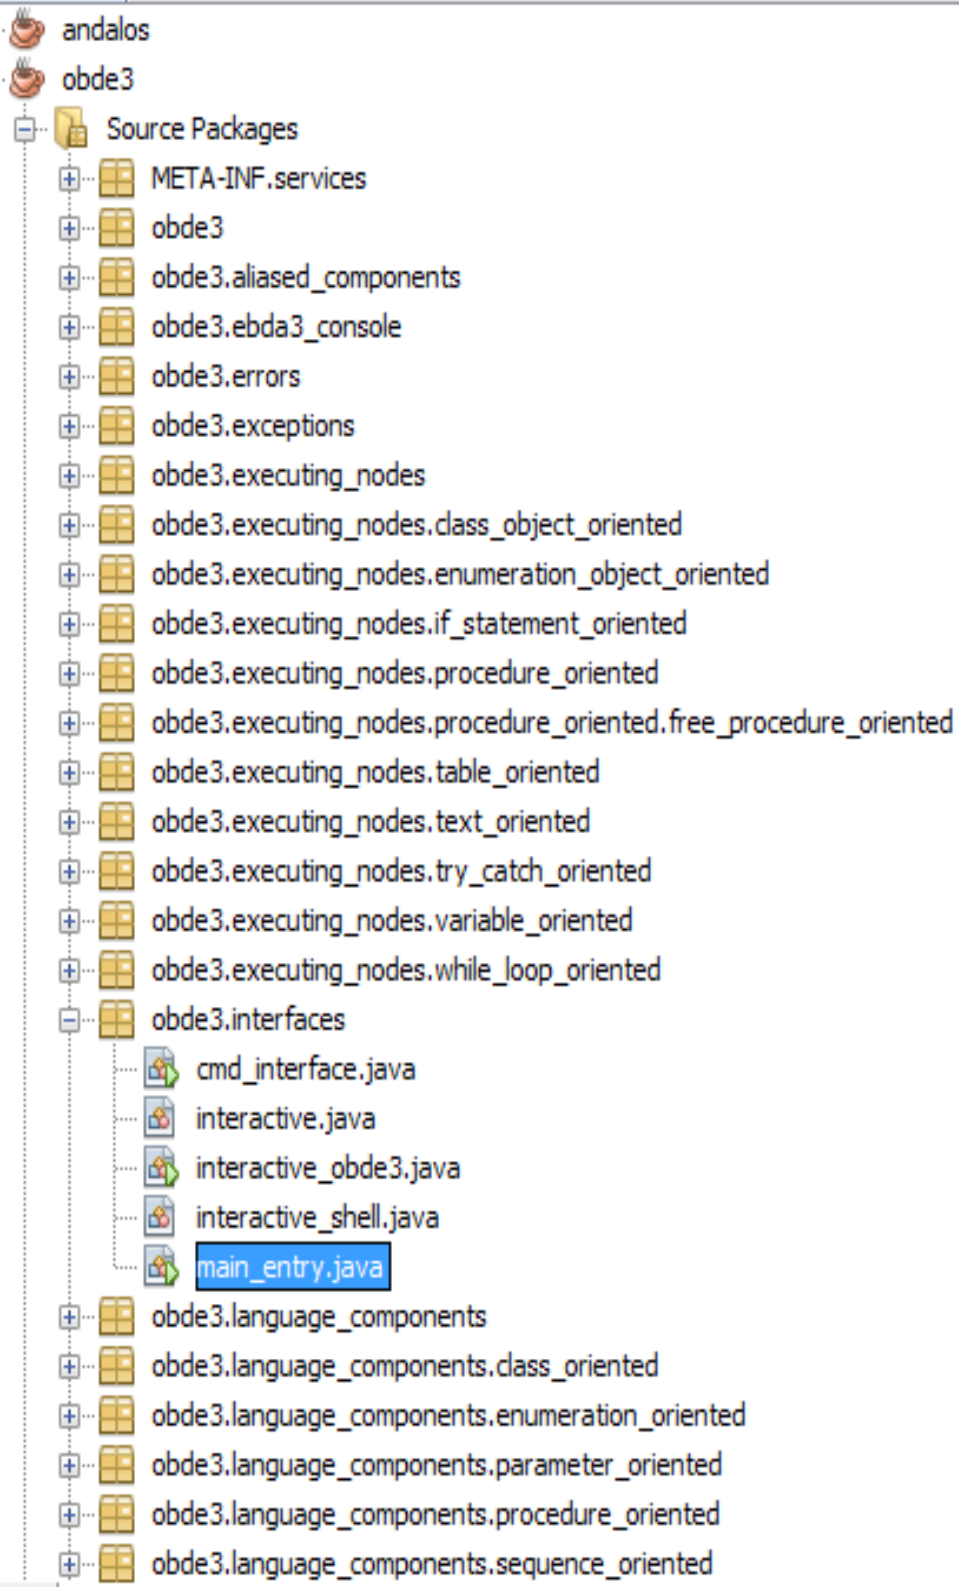 andalos
obde3
Source Packages
META-INF.services
obde3
obde3.aliased_components
obde3.ebda3_console
obde3.errors
obde3.exceptions
obde3.executing_nodes
obde3.executing_nodes.class_object_oriented
obde3.executing_nodes.enumeration_object_oriented
obde3.executing_nodes.if_statement_oriented
obde3.executing_nodes.procedure_oriented
obde3.executing_nodes.procedure_oriented.free_procedure_oriented
obde3.executing_nodes.table_oriented
obde3.executing_nodes.text_oriented
obde3.executing_nodes.try_catch_oriented
obde3.executing_nodes.variable_oriented
obde3.executing_nodes.while_loop_oriented
obde3.interfaces
cmd_interface.java
interactive.java
interactive_obde3.java
interactive_shell.java
main_entry.java
obde3.language_components
obde3.language_components.class_oriented
obde3.language_components.enumeration_oriented
obde3.language_components.parameter_oriented
obde3.language_components.procedure_oriented
obde3.language_components.sequence_oriented